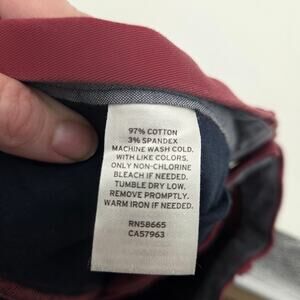 97% COTTON
3% SPANDEX
MACHINE WASH COLD.
WITH LIKE COLORS.
ONLY NON-CHLORINE
BLEACH IF NEEDED.
TUMBLE DRY LOW.
REMOVE PROMPTLY.
WARM IRON IF NEEDED.
RN58665
CA57963